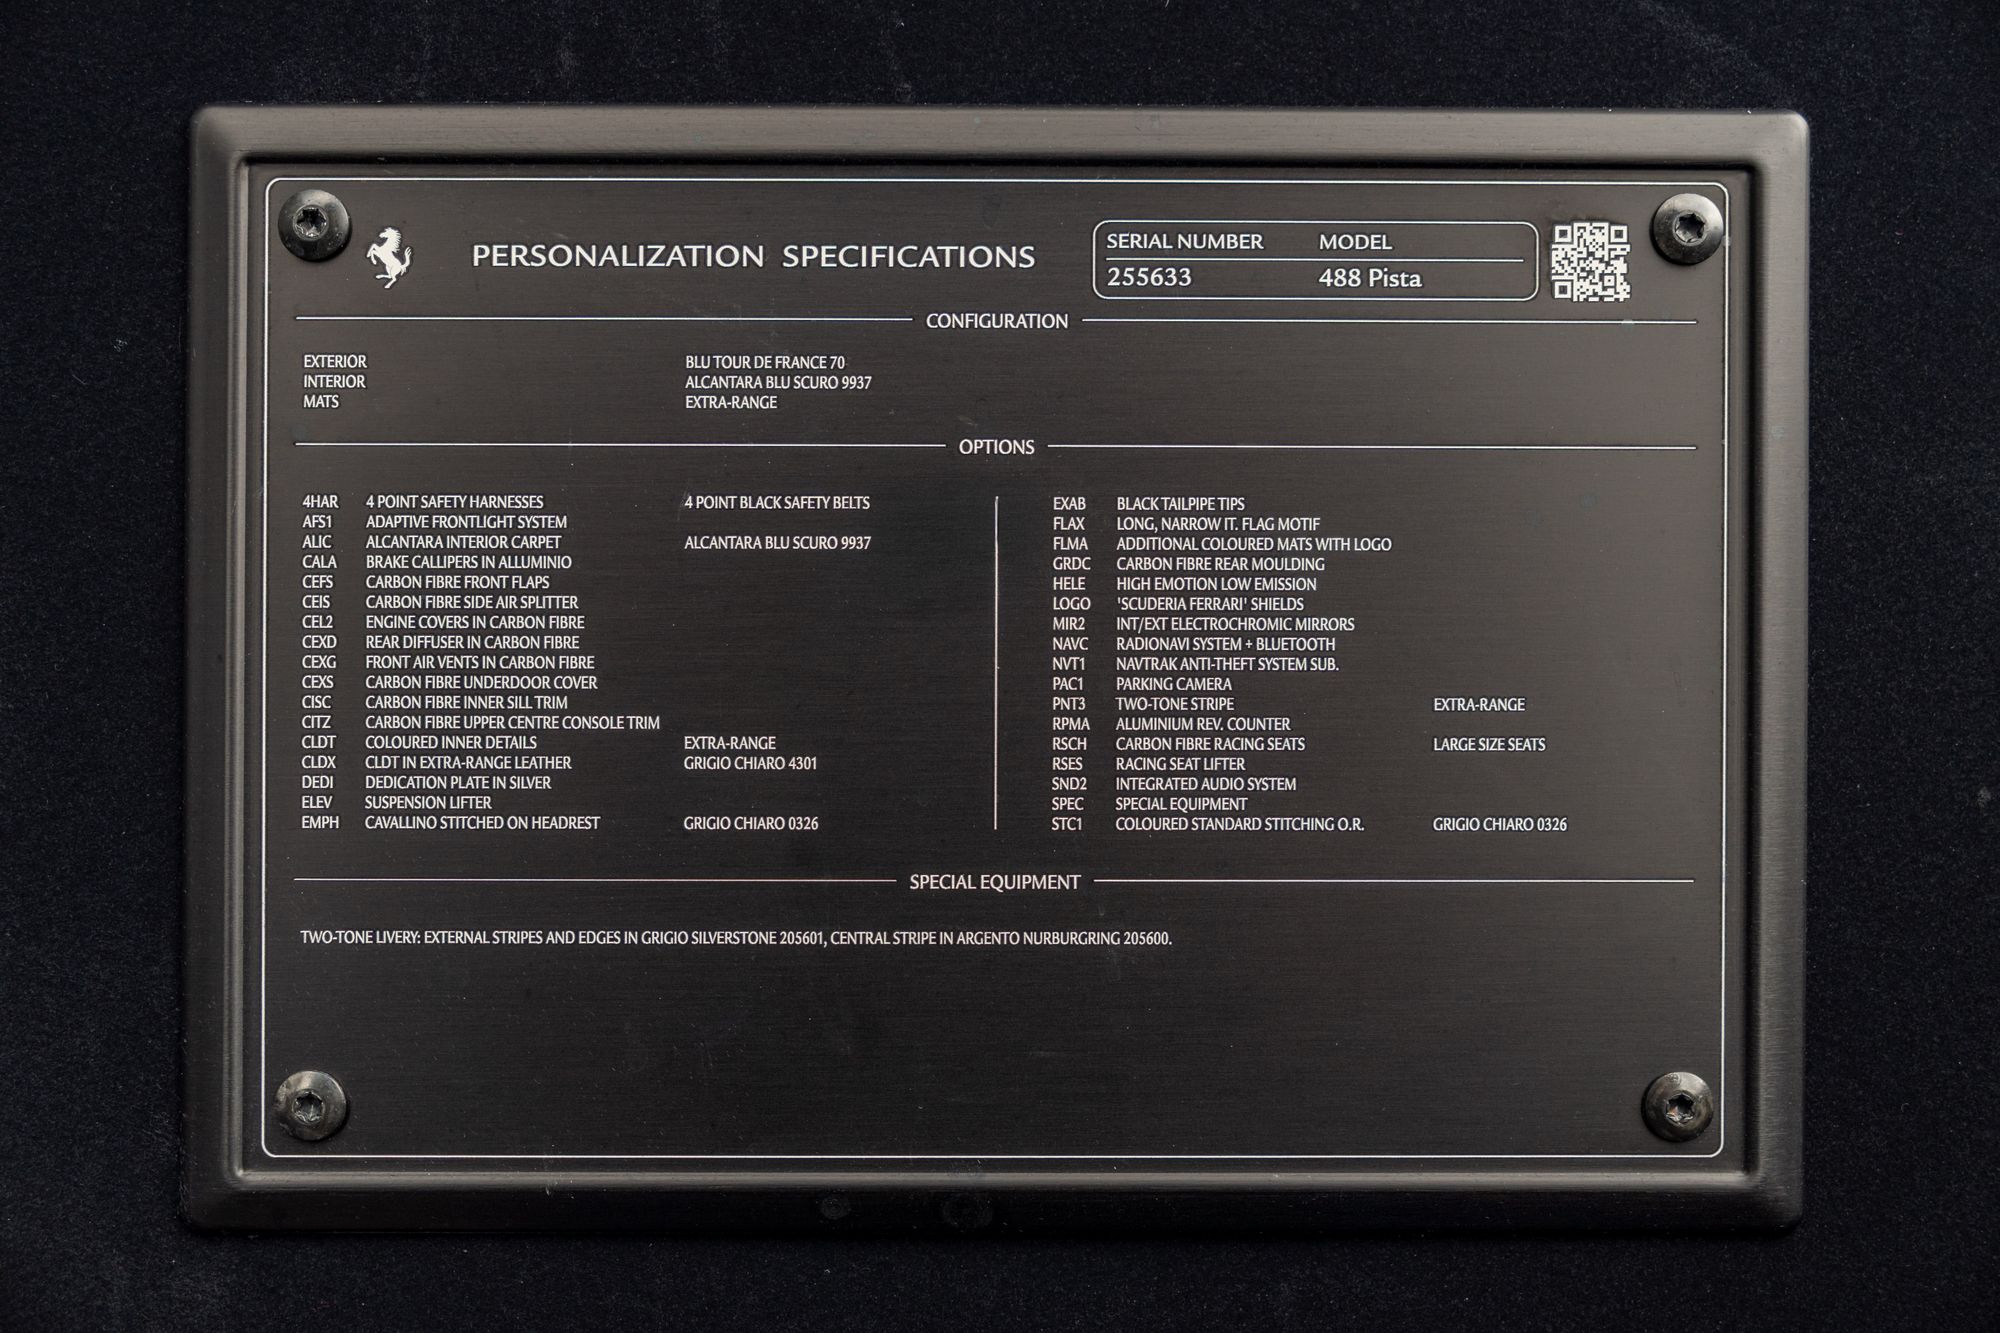 PERSONALIZATION SPECIFICATIONS
SERIAL NUMBER MODEL
255633 488 Pista
CONFIGURATION
EXTERIOR BLU TOUR DE FRANCE 70
INTERIOR ALCANTARA BLU SCURO 9937
MATS EXTRA-RANGE
OPTIONS
4HAR 4 POINT SAFETY HARNESSES 4 POINT BLACK SAFETY BELTS
AFS1 ADAPTIVE FRONTLIGHT SYSTEM
ALIC ALCANTARA INTERIOR CARPET ALCANTARA BLU SCURO 9937
CALA BRAKE CALLIPERS IN ALLUMINIO
CEFS CARBON FIBRE FRONT FLAPS
CEIS CARBON FIBRE SIDE AIR SPLITTER
CEL2 ENGINE COVERS IN CARBON FIBRE
CEXD REAR DIFFUSER IN CARBON FIBRE
CEXG FRONT AIR VENTS IN CARBON FIBRE
CEXS CARBON FIBRE UNDERDOOR COVER
CISC CARBON FIBRE INNER SILL TRIM
CITZ CARBON FIBRE UPPER CENTRE CONSOLE TRIM
CLDT COLOURED INNER DETAILS EXTRA-RANGE
CLDX CLDT IN EXTRA-RANGE LEATHER GRIGIO CHIARO 4301
DEDI DEDICATION PLATE IN SILVER
ELEV SUSPENSION LIFTER
EMPH CAVALLINO STITCHED ON HEADREST GRIGIO CHIARO 0326
EXAB BLACK TAILPIPE TIPS
FLAX LONG, NARROW IT. FLAG MOTIF
FLMA ADDITIONAL COLOURED MATS WITH LOGO
GRDC CARBON FIBRE REAR MOULDING
HELE HIGH EMOTION LOW EMISSION
LOGO 'SCUDERIA FERRARI' SHIELDS
MIR2 INT/EXT ELECTROCHROMIC MIRRORS
NAVC RADIONAVI SYSTEM + BLUETOOTH
NVT1 NAVTRAK ANTI-THEFT SYSTEM SUB.
PAC1 PARKING CAMERA
PNT3 TWO-TONE STRIPE EXTRA-RANGE
RPMA ALUMINIUM REV. COUNTER
RSCH CARBON FIBRE RACING SEATS LARGE SIZE SEATS
RSES RACING SEAT LIFTER
SND2 INTEGRATED AUDIO SYSTEM
SPEC SPECIAL EQUIPMENT
STC1 COLOURED STANDARD STITCHING O.R. GRIGIO CHIARO 0326
SPECIAL EQUIPMENT
TWO-TONE LIVERY: EXTERNAL STRIPES AND EDGES IN GRIGIO SILVERSTONE 205601, CENTRAL STRIPE IN ARGENTO NURBURGRING 205600.